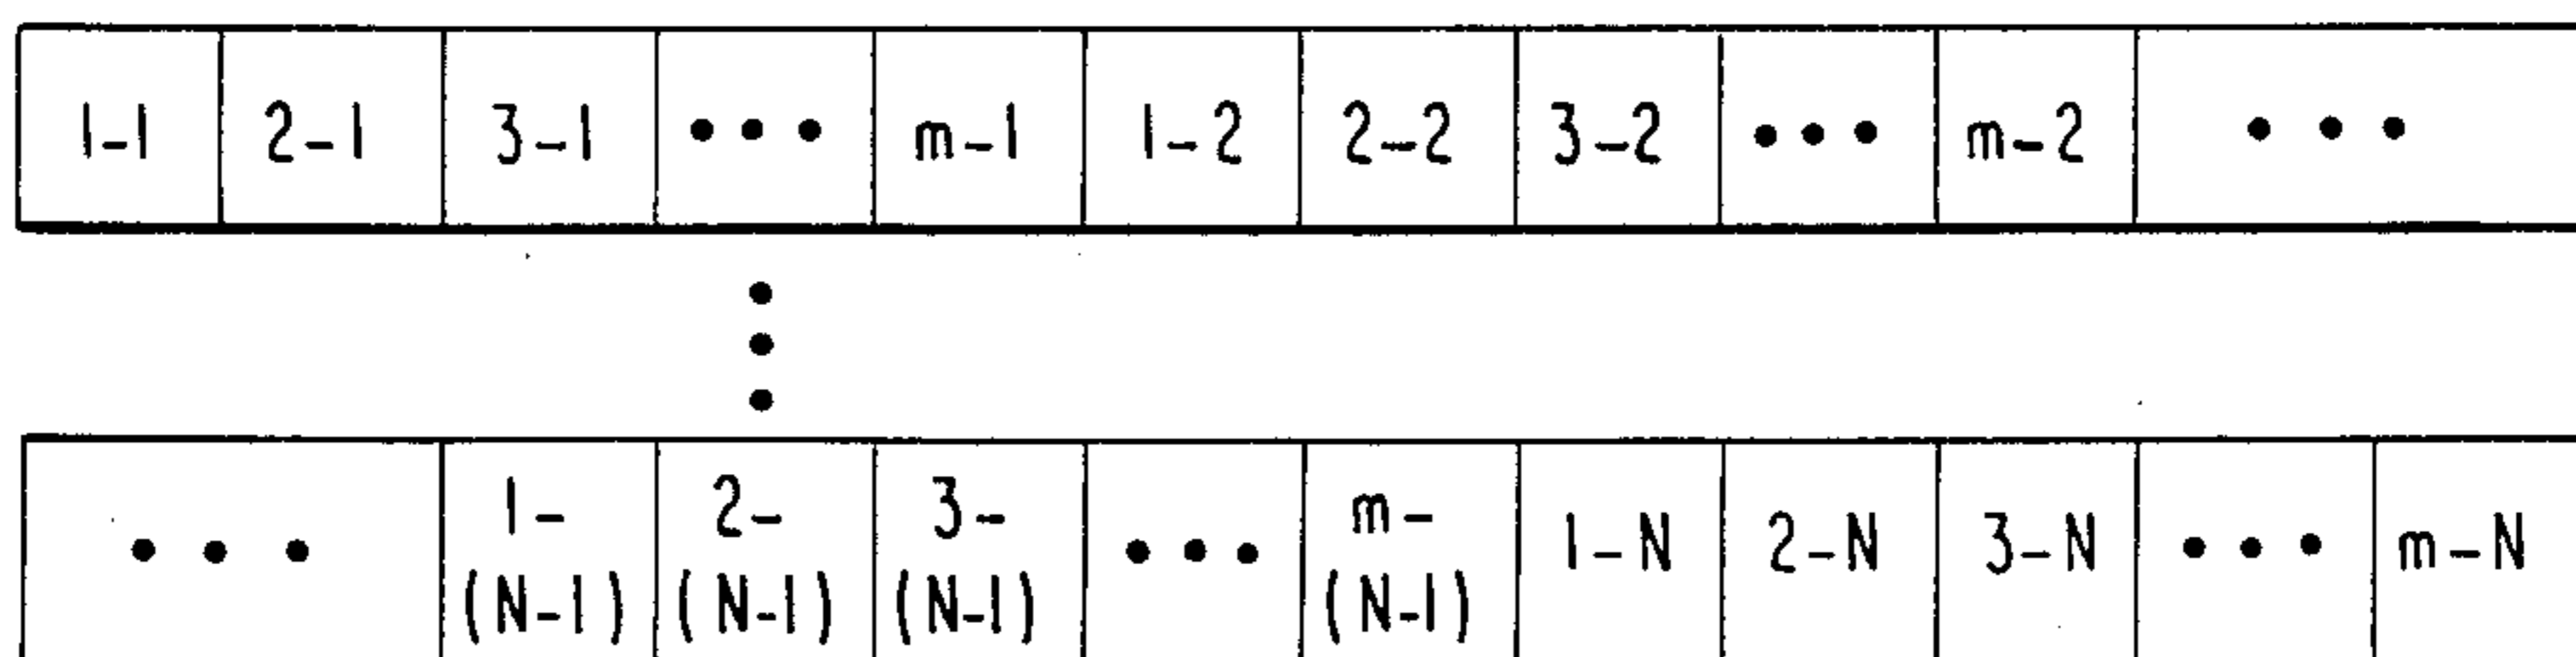 1-1 2-1 3-1 ••• m-1 1-2 2-2 3-2 ••• m-2 •••
••• 1-(N-1) 2-(N-1) 3-(N-1) ••• m-(N-1) 1-N 2-N 3-N ••• m-N